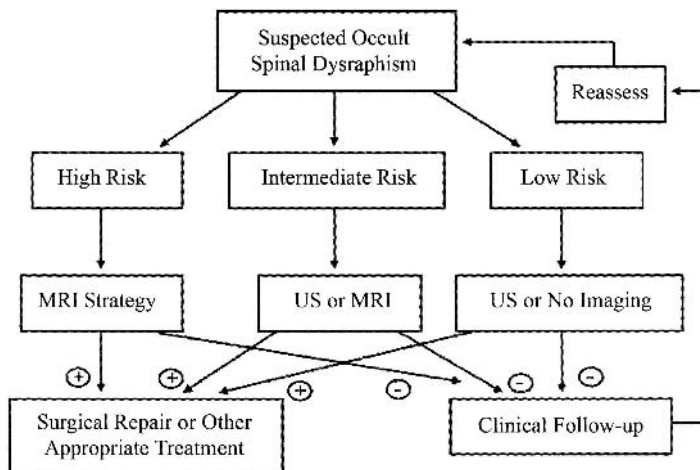 Suspected Occult
Spinal Dysraphism
Reassess
High Risk
Intermediate Risk
Low Risk
MRI Strategy
US or MRI
US or No Imaging
+
+
+
-
-
-
Surgical Repair or Other
Appropriate Treatment
Clinical Follow-up